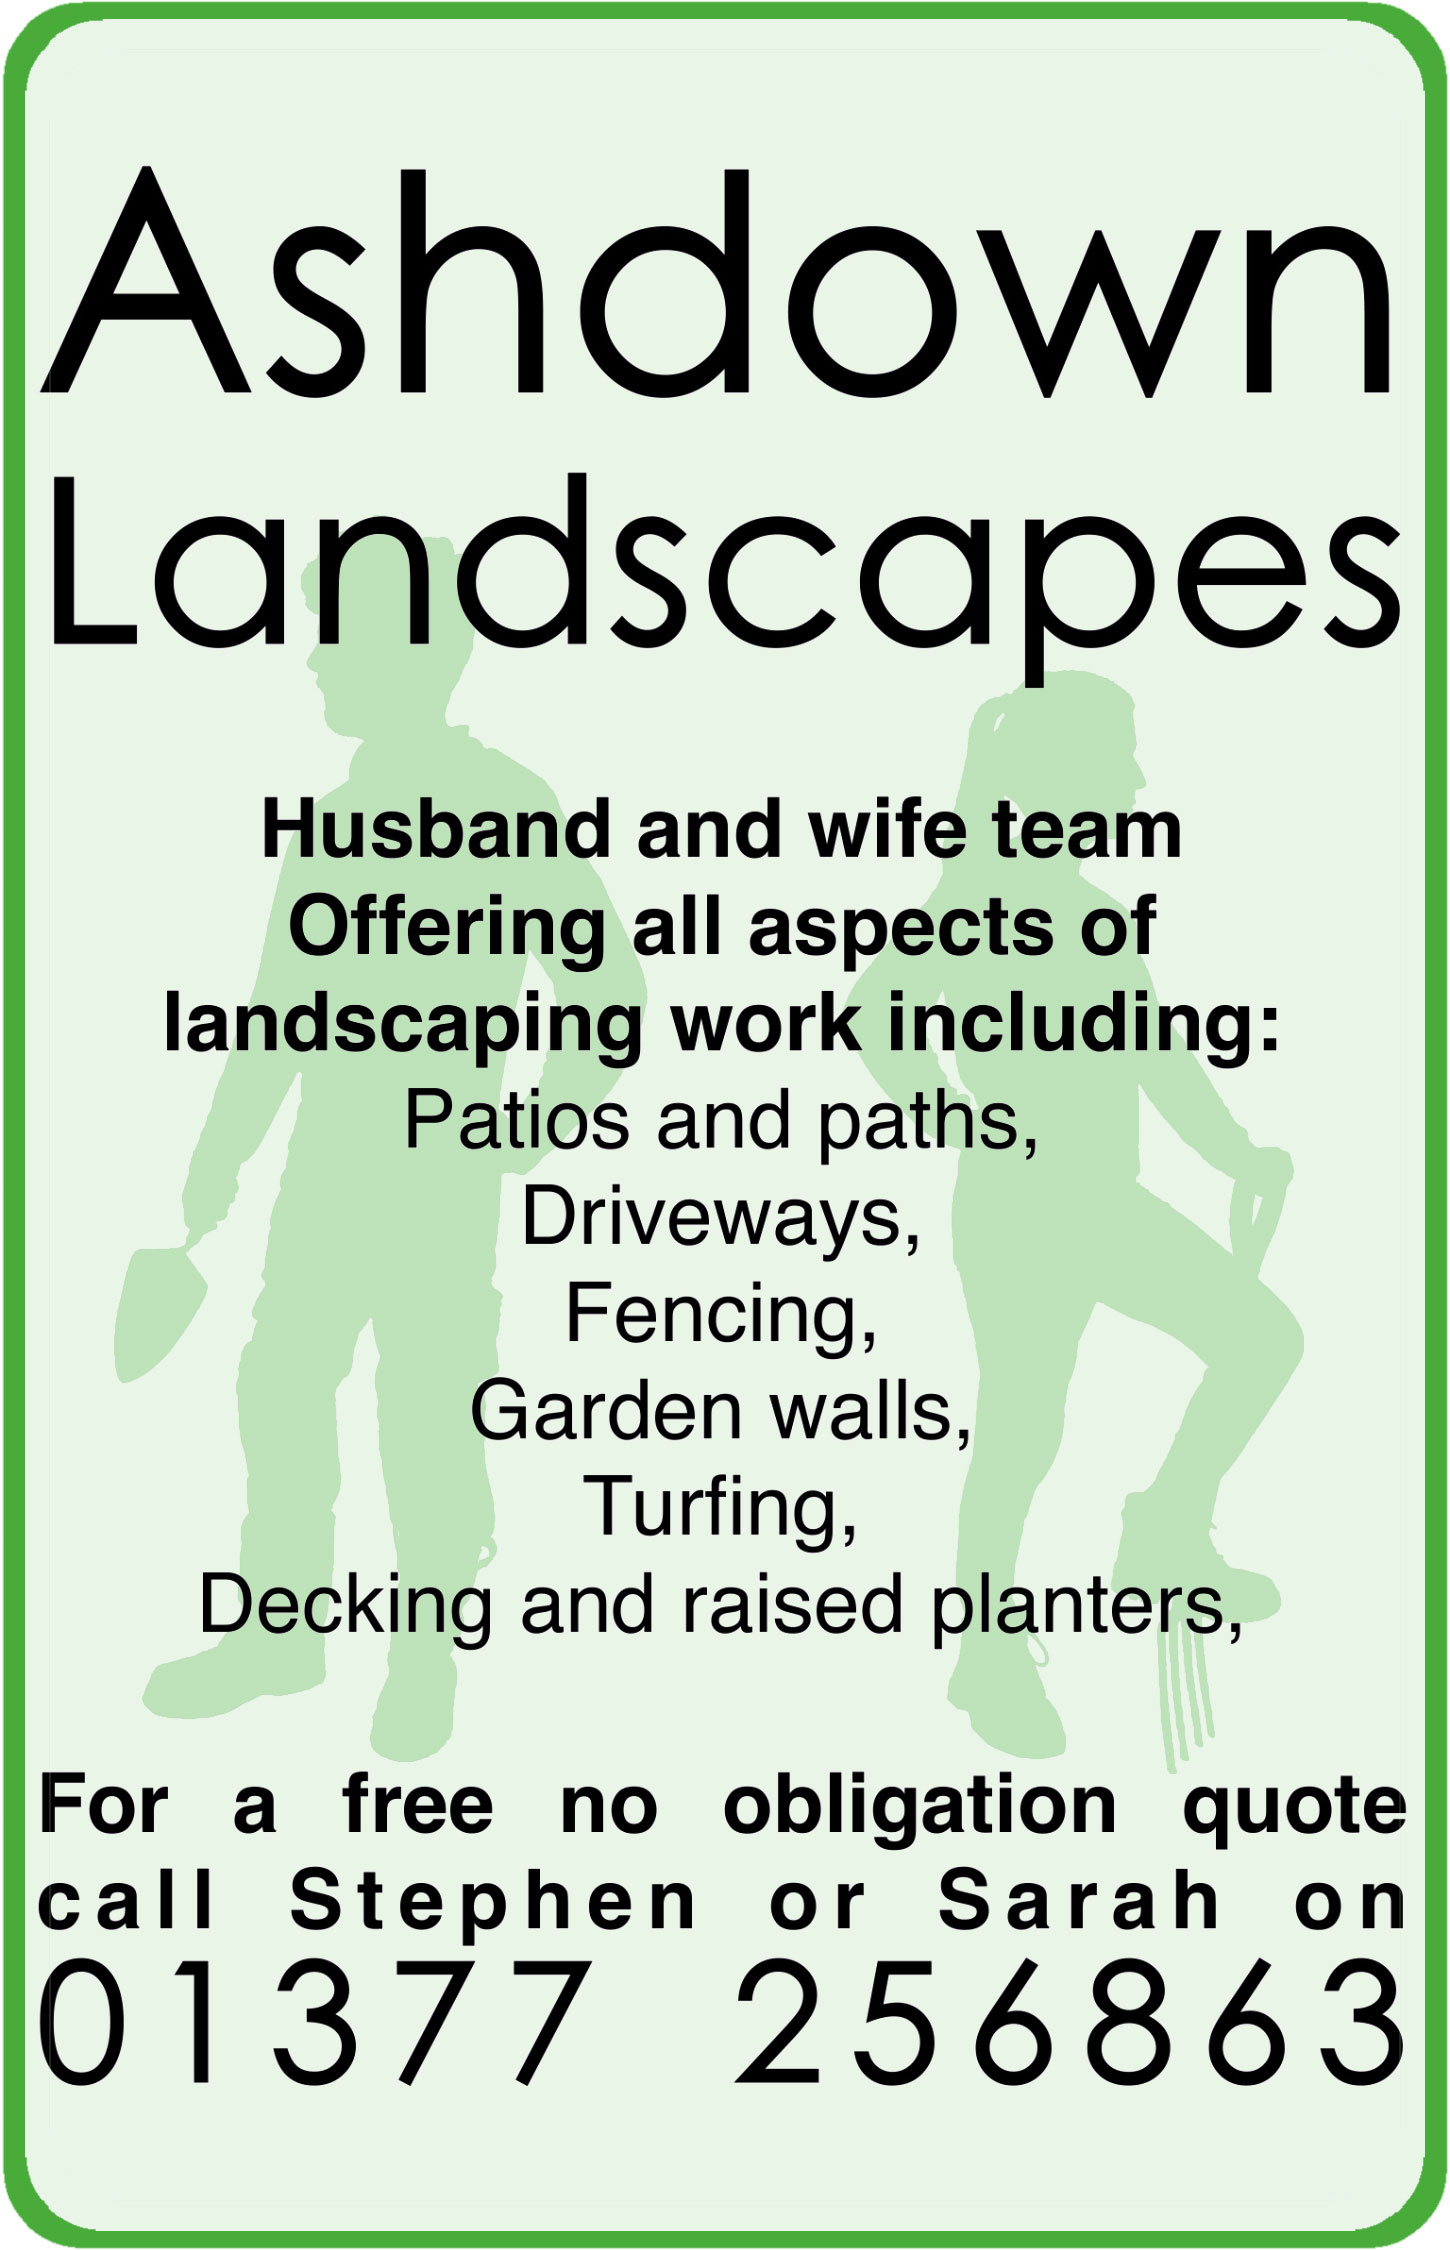 Ashdown
Landscapes
Husband and wife team
Offering all aspects of
landscaping work including:
Patios and paths,
Driveways,
Fencing,
Garden walls,
Turfing,
Decking and raised planters,
For a free no obligation quote
call Stephen or Sarah on
01377 256863